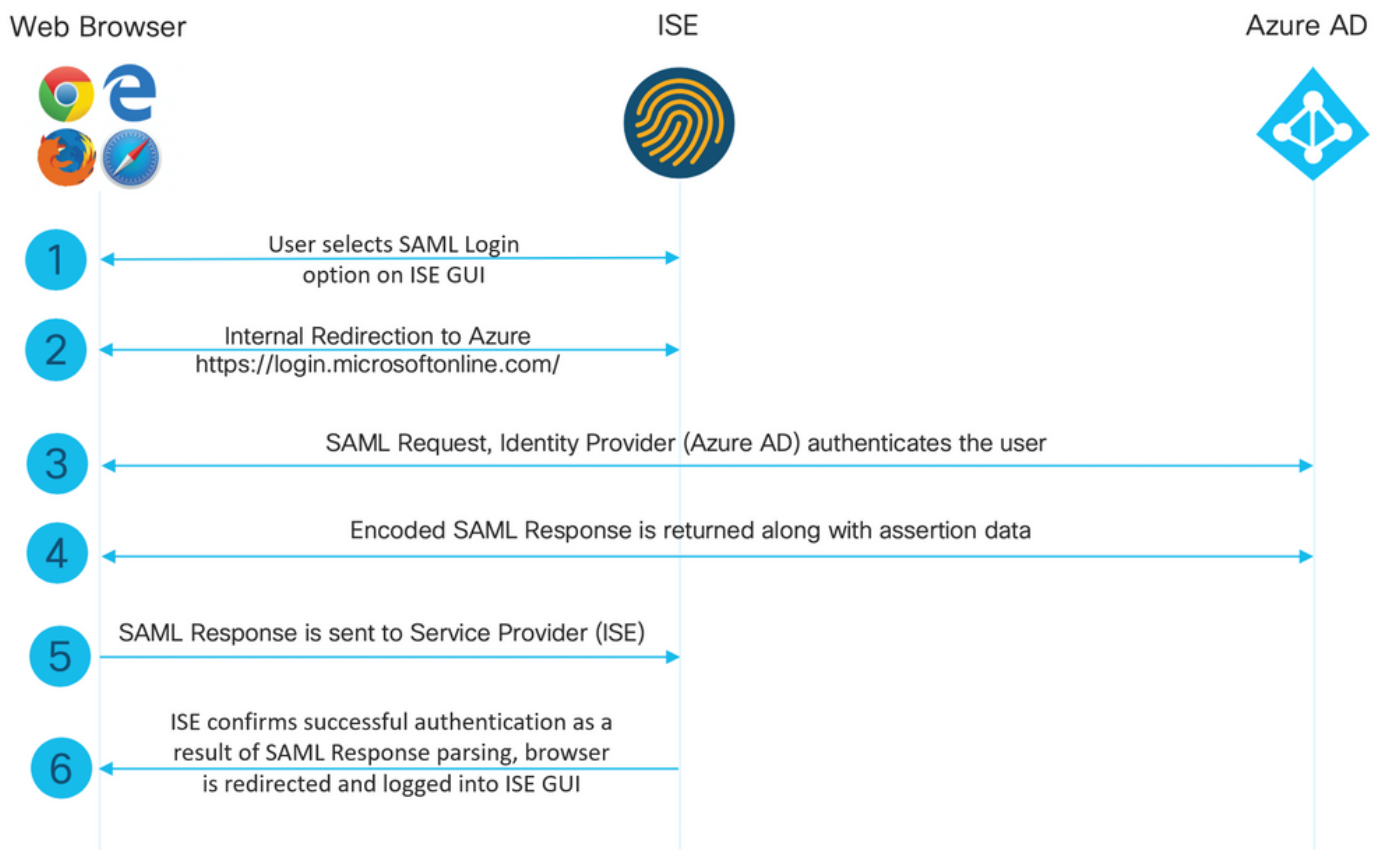 Web Browser
ISE
Azure AD
1
User selects SAML Login
option on ISE GUI
2
Internal Redirection to Azure
https://login.microsoftonline.com/
3
SAML Request, Identity Provider (Azure AD) authenticates the user
4
Encoded SAML Response is returned along with assertion data
5
SAML Response is sent to Service Provider (ISE)
6
ISE confirms successful authentication as a
result of SAML Response parsing, browser
is redirected and logged into ISE GUI